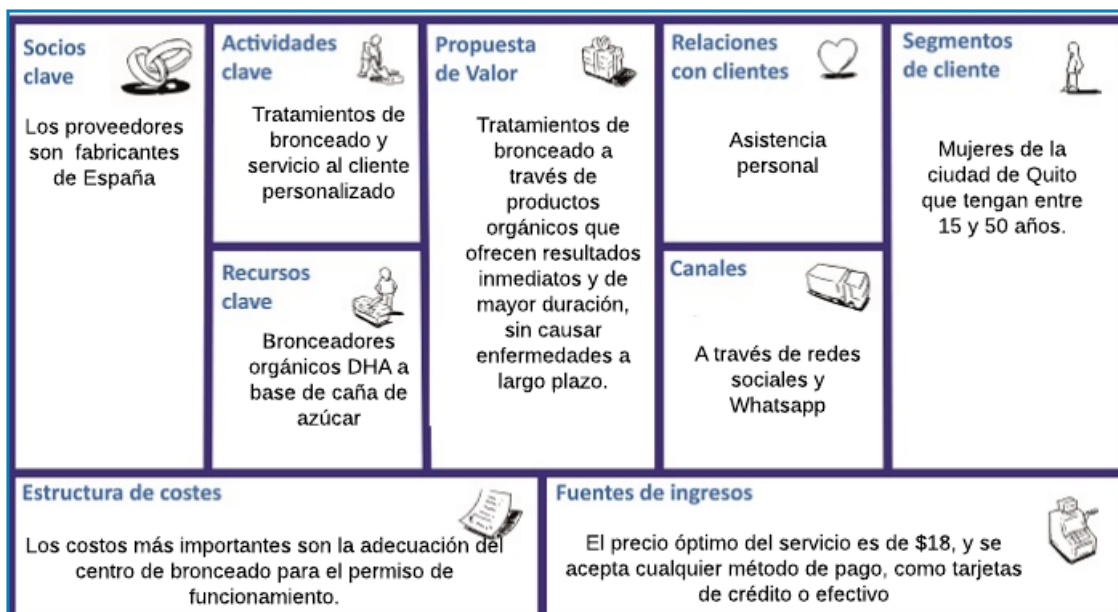 Socios
clave
Los proveedores
son fabricantes
de España
Actividades
clave
Tratamientos de
bronceado y
servicio al cliente
personalizado
Recursos
clave
Bronceadores
orgánicos DHA a
base de caña de
azúcar
Propuesta
de Valor
Tratamientos de
bronceado a
través de
productos
orgánicos que
ofrecen resultados
inmediatos y de
mayor duración,
sin causar
enfermedades a
largo plazo.
Relaciones
con clientes
Asistencia
personal
Canales
A través de redes
sociales y
Whatsapp
Segmentos
de cliente
Mujeres de la
ciudad de Quito
que tengan entre
15 y 50 años.
Estructura de costes
Los costos más importantes son la adecuación del
centro de bronceado para el permiso de
funcionamiento.
Fuentes de ingresos
El precio óptimo del servicio es de $18, y se
acepta cualquier método de pago, como tarjetas
de crédito o efectivo